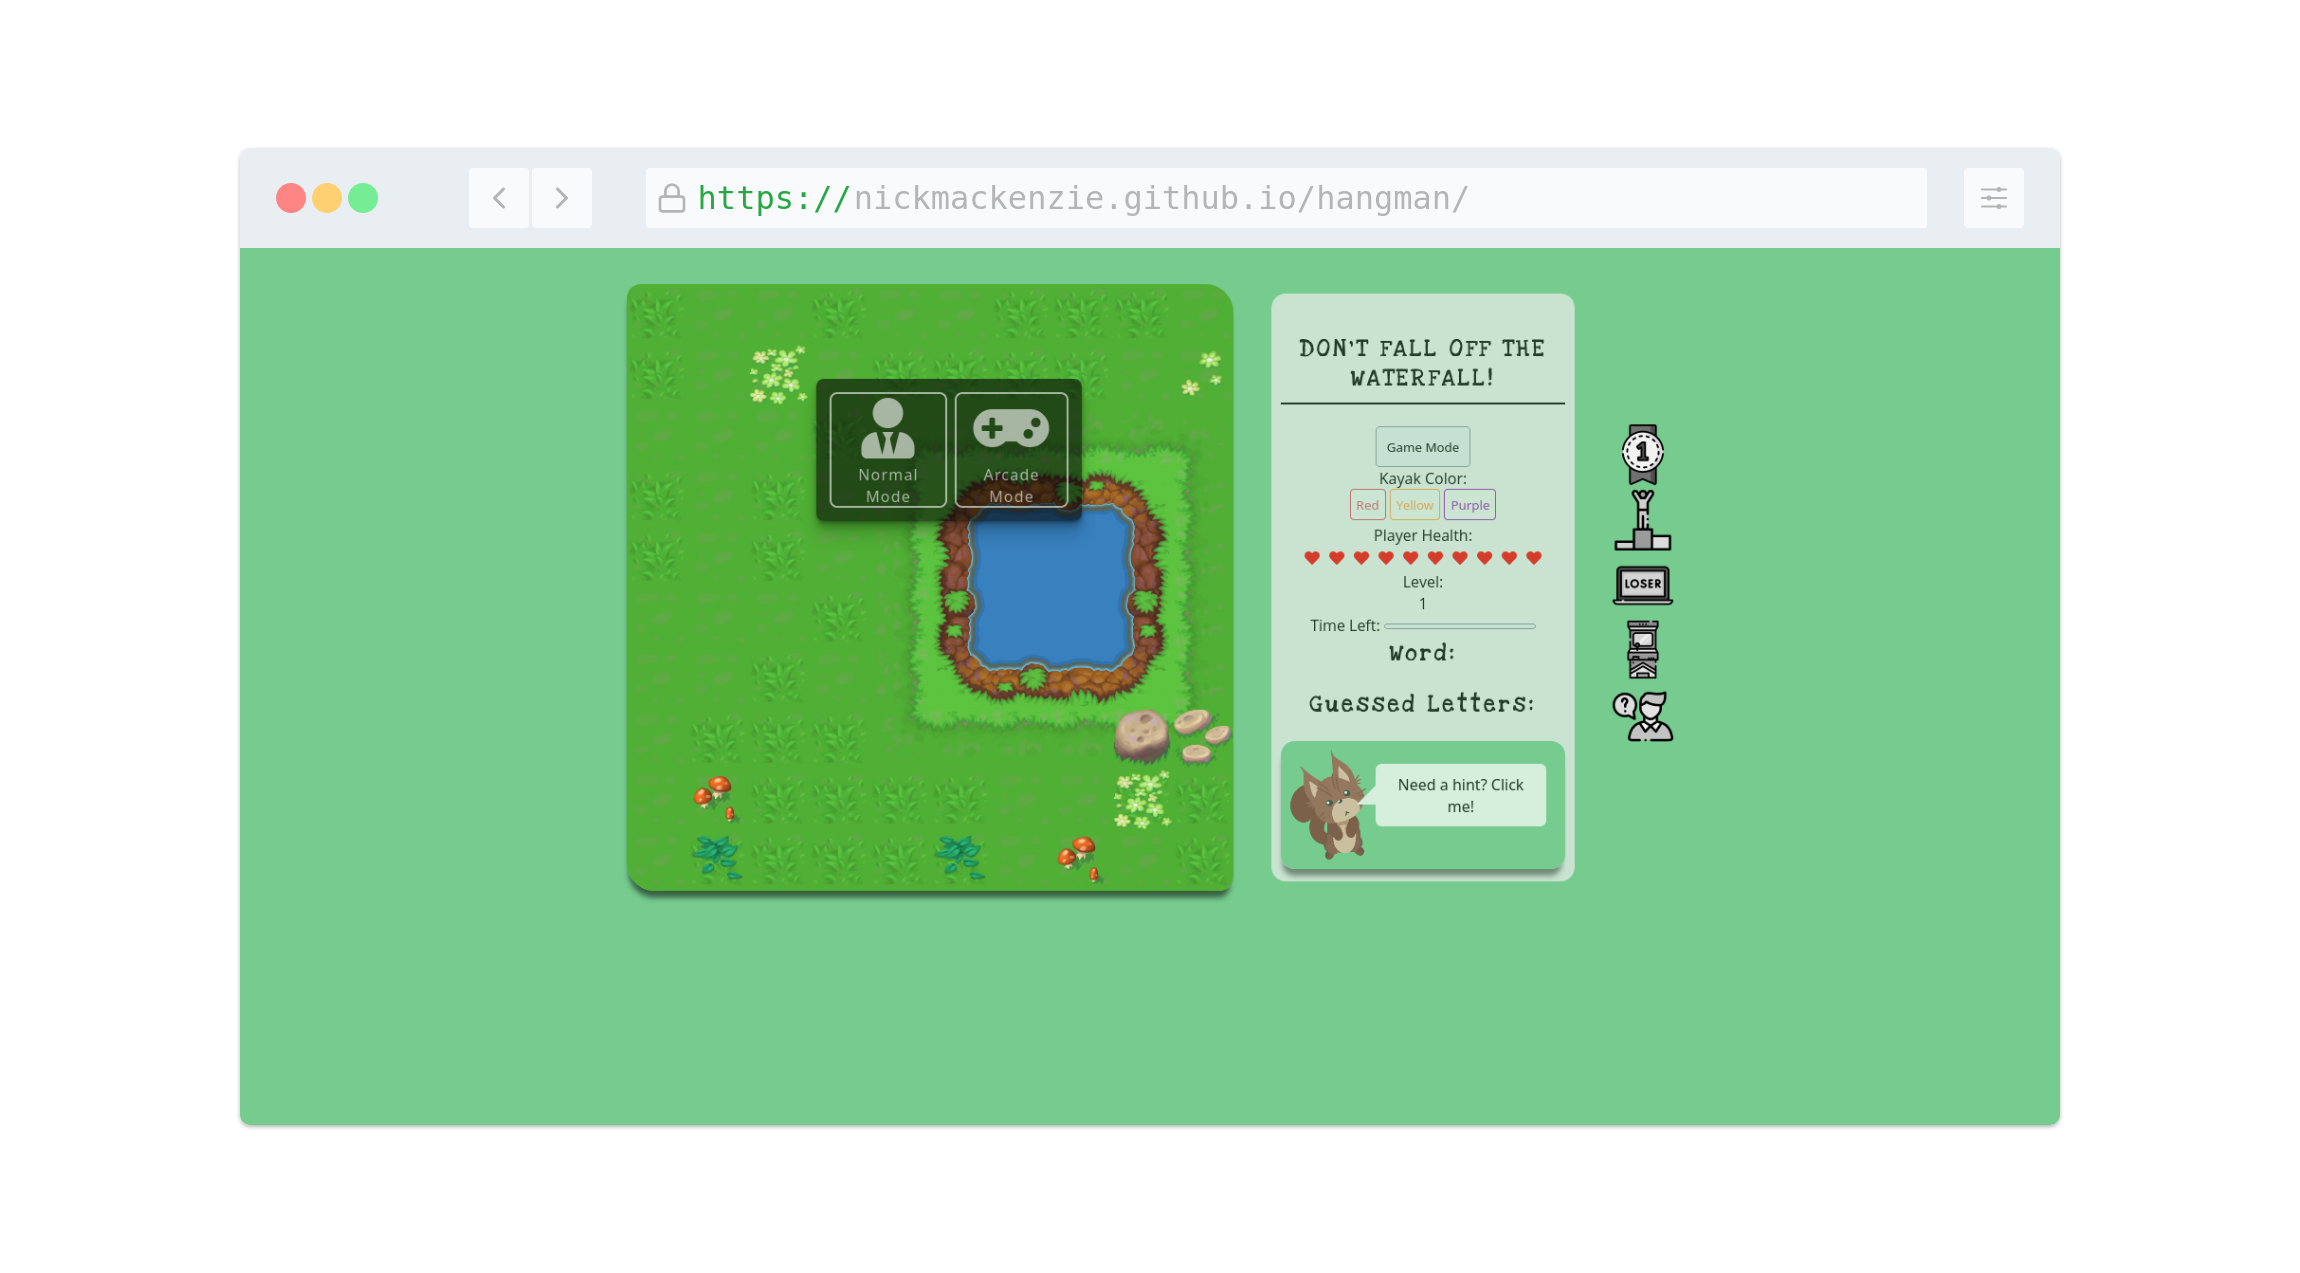 https://nickmackenzie.github.io/hangman/
Normal
Mode
Arcade
Mode
DON'T FALL OFF THE
WATERFALL!
Game Mode
Kayak Color:
Red Yellow Purple
Player Health:
Level:
1
Time Left:
Word:
Guessed Letters:
Need a hint? Click
me!
1
LOSER
?